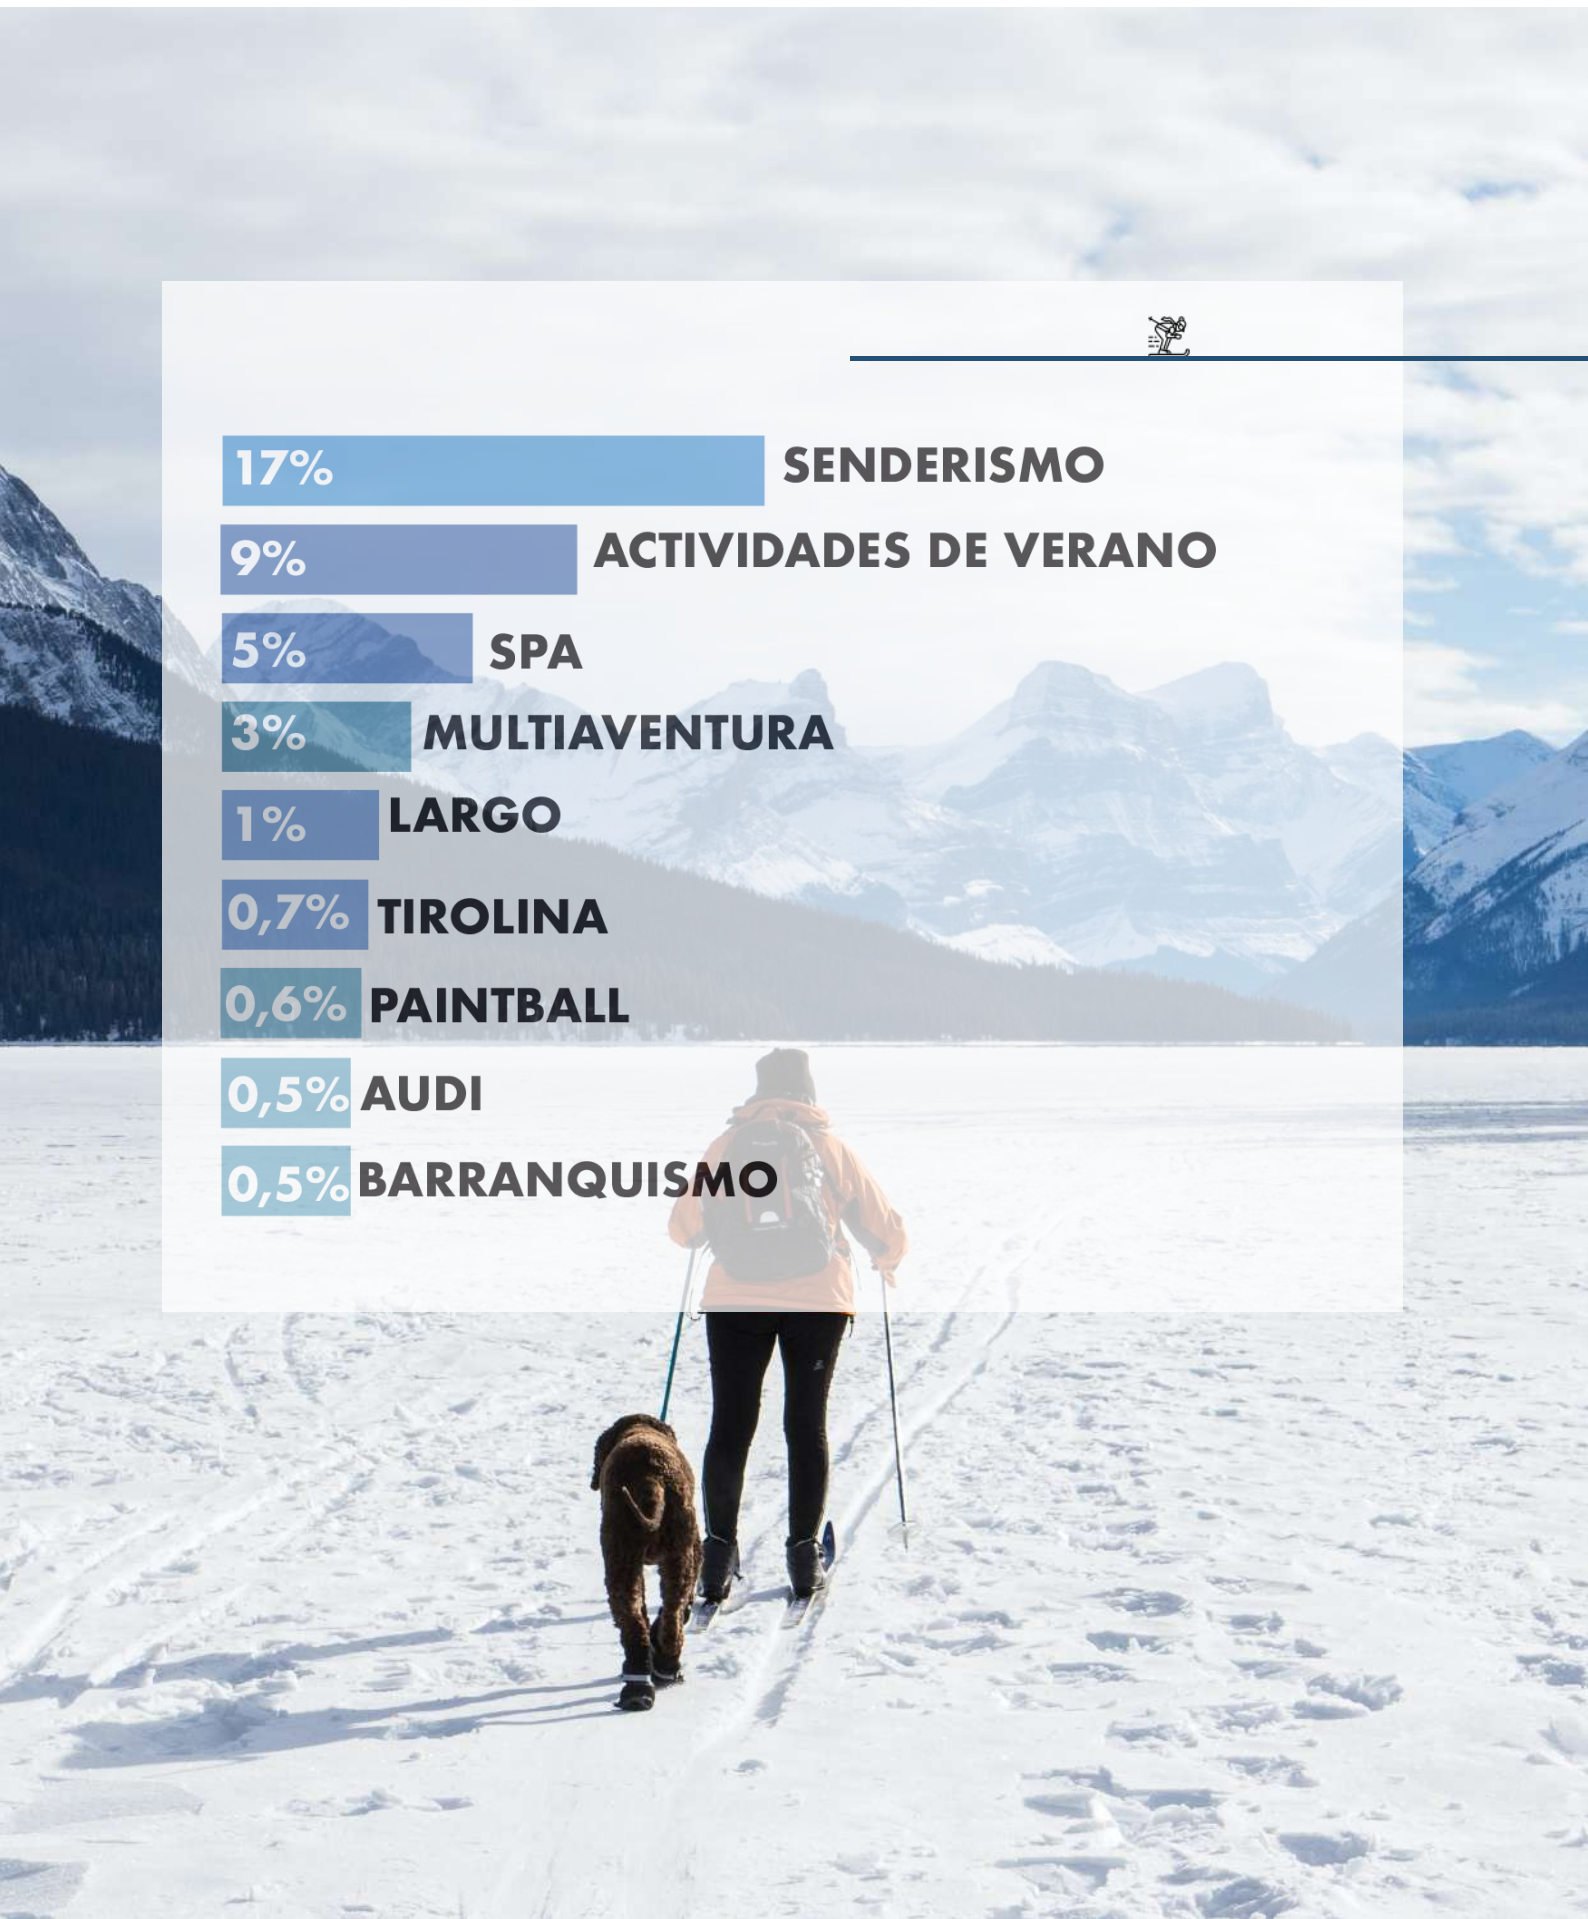 17% SENDERISMO
9% ACTIVIDADES DE VERANO
5% SPA
3% MULTIAVENTURA
1% LARGO
0,7% TIROLINA
0,6% PAINTBALL
0,5% AUDI
0,5% BARRANQUISMO